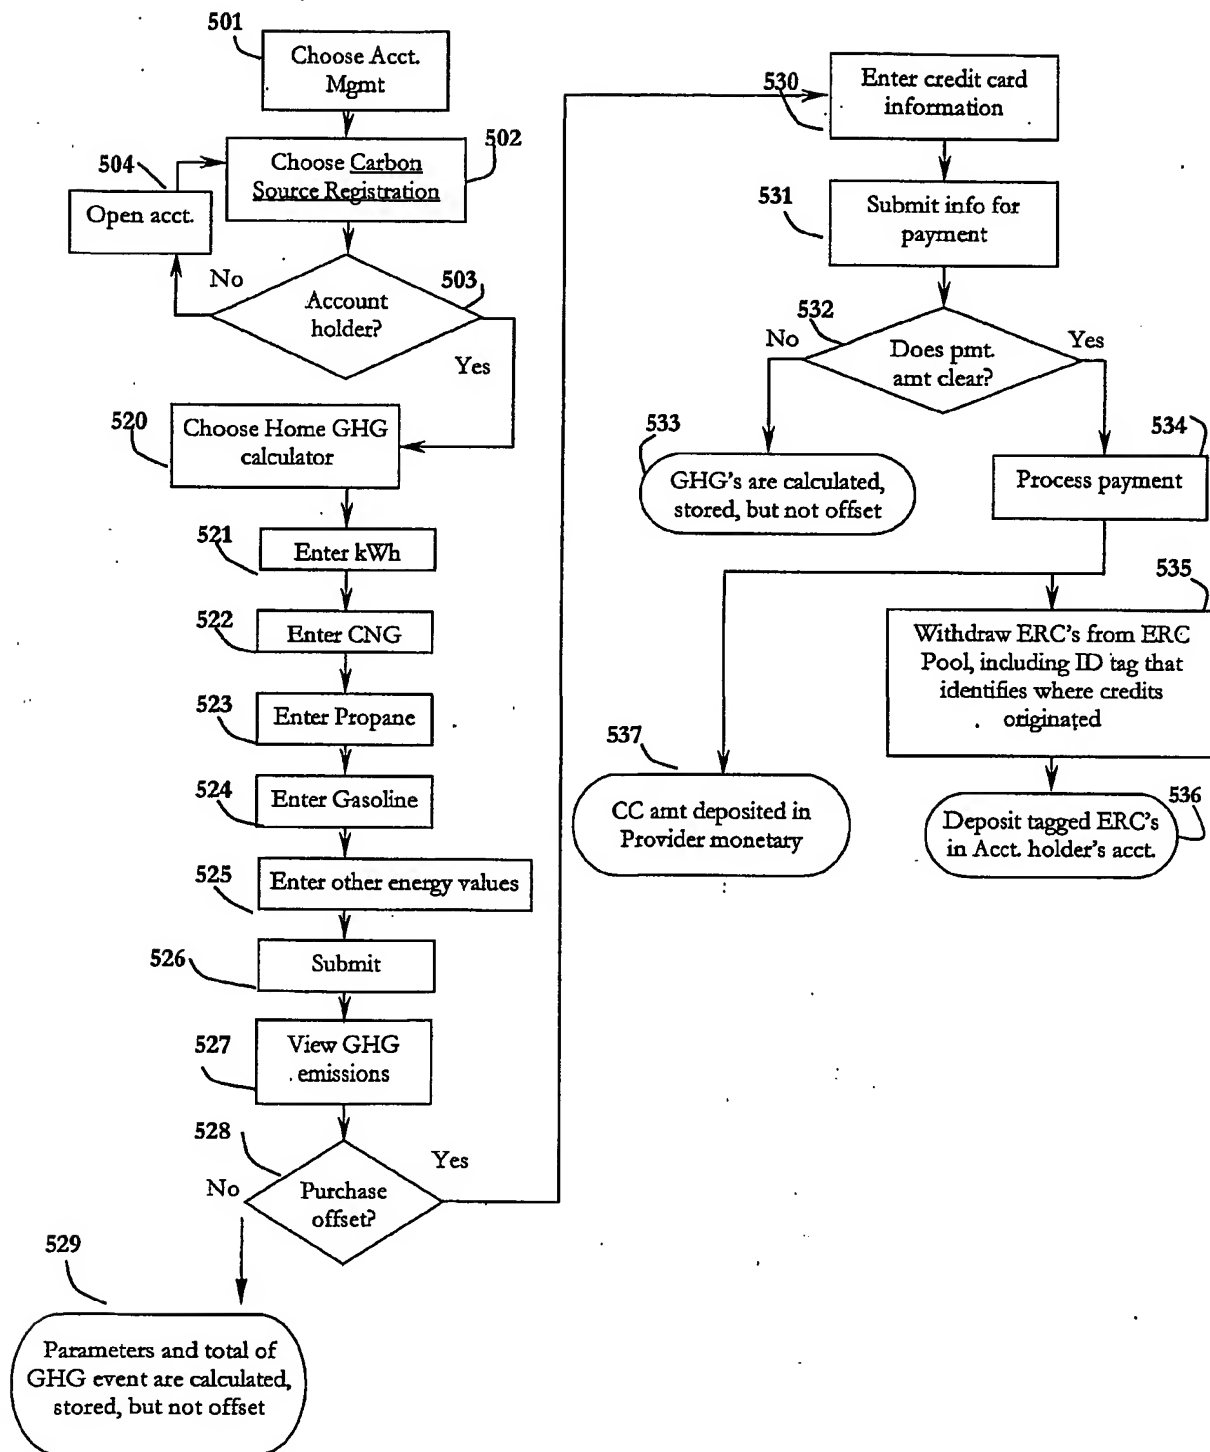 501
Choose Acct.
Mgmt
502
Choose Carbon
Source Registration
504
Open acct.
No
503
Account
holder?
Yes
520
Choose Home GHG
calculator
521
Enter kWh
522
Enter CNG
523
Enter Propane
524
Enter Gasoline
525
Enter other energy values
526
Submit
527
View GHG
emissions
528
Yes
No
Purchase
offset?
529
Parameters and total of
GHG event are calculated,
stored, but not offset
530
Enter credit card
information
531
Submit info for
payment
532
No
Yes
Does pmt.
amt clear?
533
GHG's are calculated,
stored, but not offset
534
Process payment
535
Withdraw ERC's from ERC
Pool, including ID tag that
identifies where credits
originated
537
CC amt deposited in
Provider monetary
536
Deposit tagged ERC's
in Acct. holder's acct.